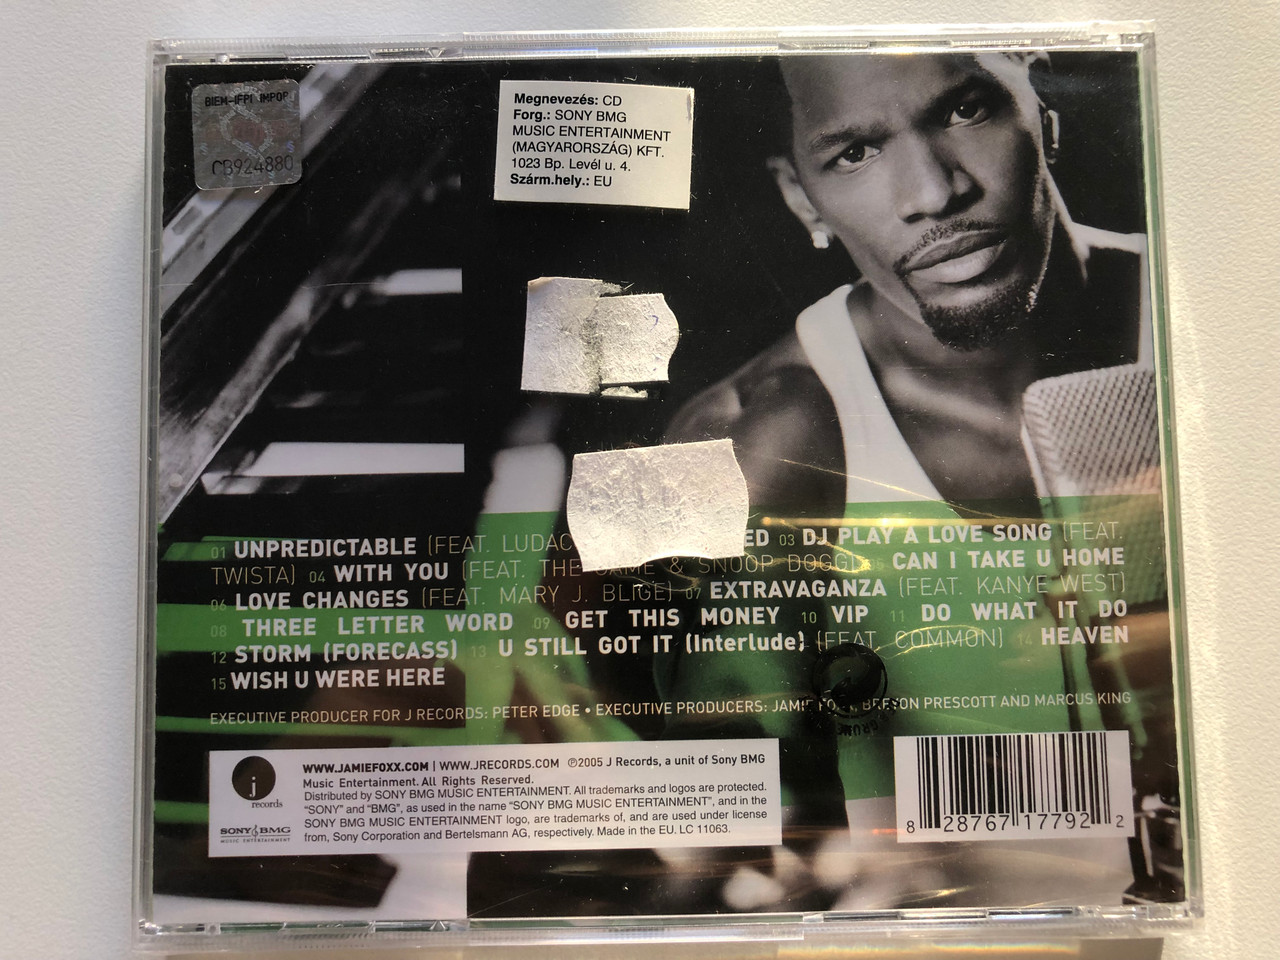 BIEM-IFPI IMPOR
CB924880
Megnevezés: CD
Forg.: SONY BMG
MUSIC ENTERTAINMENT
(MAGYARORSZÁG) KFT.
1023 Bp. Levél u. 4.
Szárm.hely.: EU
01 UNPREDICTABLE (FEAT. LUDAC ED 03 DJ PLAY A LOVE SONG (FEAT.
TWISTA) 04 WITH YOU (FEAT. THE GAME & SNOOP DOGG) 05 CAN I TAKE U HOME
06 LOVE CHANGES (FEAT. MARY J. BLIGE) 07 EXTRAVAGANZA (FEAT. KANYE WEST)
08 THREE LETTER WORD 09 GET THIS MONEY 10 VIP 11 DO WHAT IT DO
12 STORM (FORECASS) 13 U STILL GOT IT (Interlude) (FEAT. COMMON) 14 HEAVEN
15 WISH U WERE HERE
EXECUTIVE PRODUCER FOR J RECORDS: PETER EDGE • EXECUTIVE PRODUCERS: JAMIE FOXX, BREYON PRESCOTT AND MARCUS KING
j
records
SONY BMG
MUSIC ENTERTAINMENT
WWW.JAMIEFOXX.COM | WWW.JRECORDS.COM ℗2005 J Records, a unit of Sony BMG
Music Entertainment. All Rights Reserved.
Distributed by SONY BMG MUSIC ENTERTAINMENT. All trademarks and logos are protected.
"SONY" and "BMG", as used in the name "SONY BMG MUSIC ENTERTAINMENT", and in the
SONY BMG MUSIC ENTERTAINMENT logo, are trademarks of, and are used under license
from, Sony Corporation and Bertelsmann AG, respectively. Made in the EU. LC 11063.
8 28767 17792 2